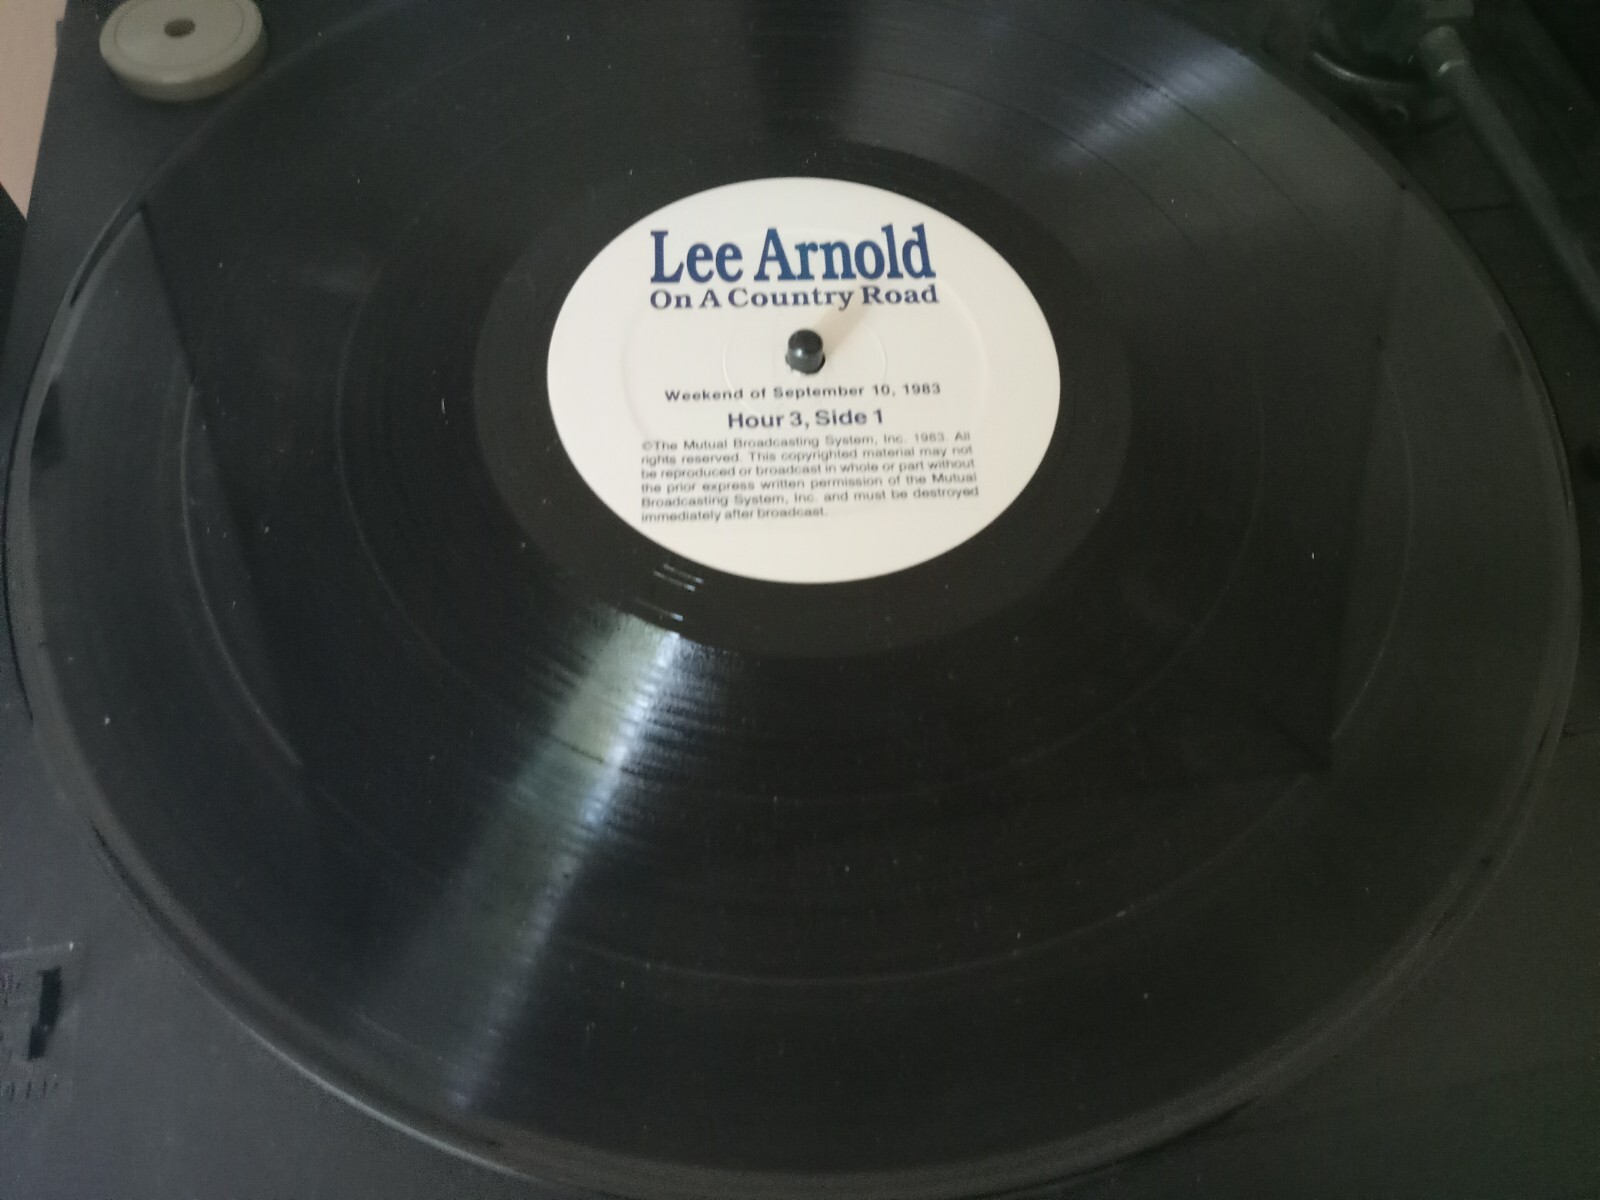 Lee Arnold
On A Country Road
Weekend of September 10, 1983
Hour 3, Side 1
©The Mutual Broadcasting System, Inc. 1983. All
rights reserved. This copyrighted material may not
be reproduced or broadcast in whole or part without
the prior express written permission of the Mutual
Broadcasting System, Inc. and must be destroyed
immediately after broadcast.